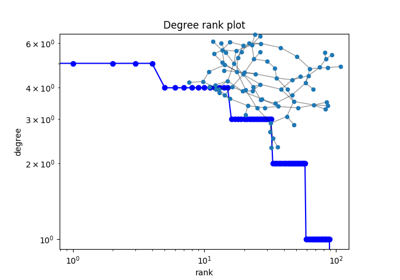 Degree rank plot
6 × 10⁰
4 × 10⁰
3 × 10⁰
2 × 10⁰
10⁰
degree
10⁰
10¹
10²
rank